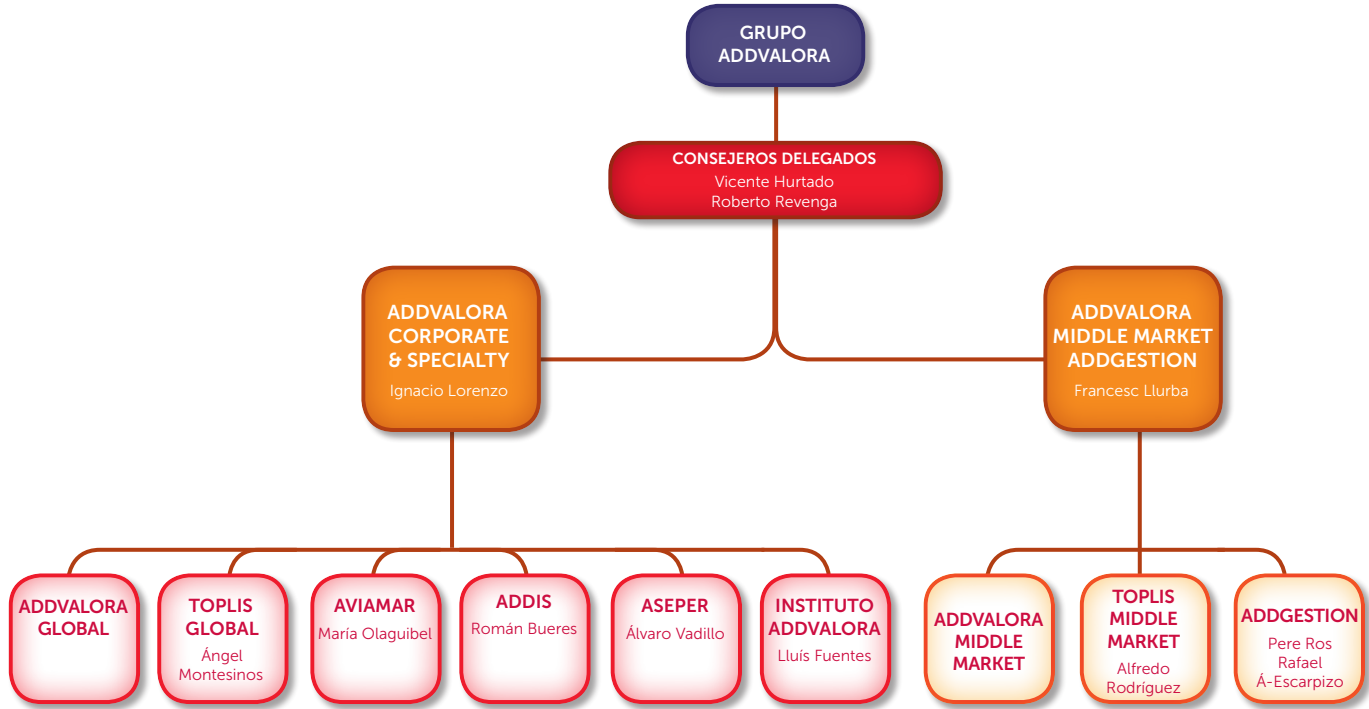 GRUPO
ADDVALORA
CONSEJEROS DELEGADOS
Vicente Hurtado
Roberto Revenga
ADDVALORA
CORPORATE
& SPECIALTY
Ignacio Lorenzo
ADDVALORA
MIDDLE MARKET
ADDGESTION
Francesc Llurba
ADDVALORA
GLOBAL
TOPLIS
GLOBAL
Ángel
Montesinos
AVIAMAR
María Olaguibel
ADDIS
Román Bueres
ASEPER
Álvaro Vadillo
INSTITUTO
ADDVALORA
Lluís Fuentes
ADDVALORA
MIDDLE
MARKET
TOPLIS
MIDDLE
MARKET
Alfredo
Rodríguez
ADDGESTION
Pere Ros
Rafael
Á-Escarpizo